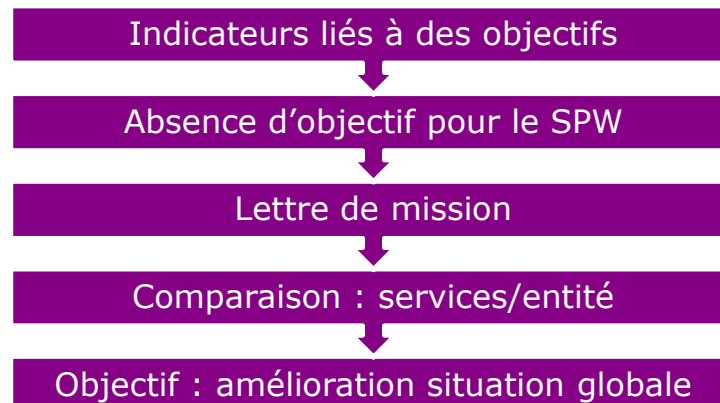 Indicateurs liés à des objectifs
Absence d’objectif pour le SPW
Lettre de mission
Comparaison : services/entité
Objectif : amélioration situation globale